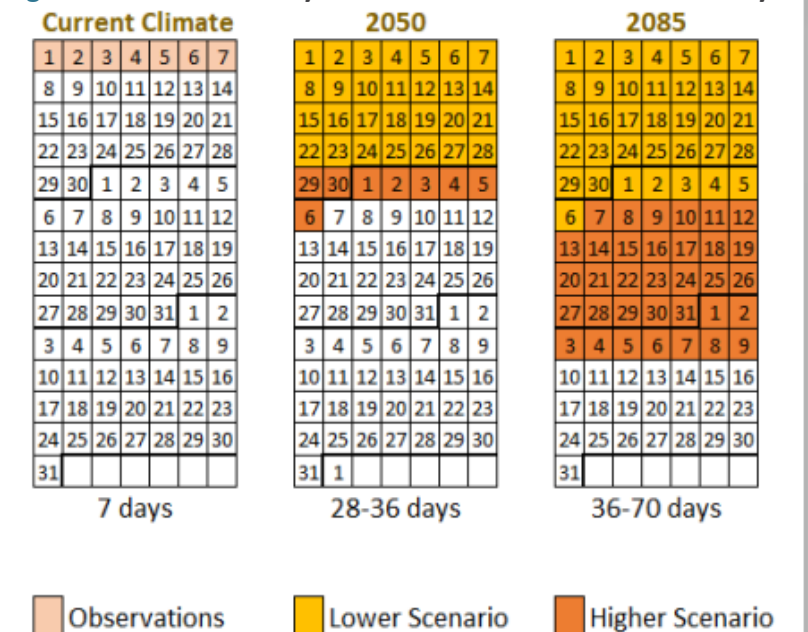 Current Climate 2050 2085
1 2 3 4 5 6 7 1 2 3 4 5 6 7 1 2 3 4 5 6 7
8 9 10 11 12 13 14 8 9 10 11 12 13 14 8 9 10 11 12 13 14
15 16 17 18 19 20 21 15 16 17 18 19 20 21 15 16 17 18 19 20 21
22 23 24 25 26 27 28 22 23 24 25 26 27 28 22 23 24 25 26 27 28
29 30 1 2 3 4 5 29 30 1 2 3 4 5 29 30 1 2 3 4 5
6 7 8 9 10 11 12 6 7 8 9 10 11 12 6 7 8 9 10 11 12
13 14 15 16 17 18 19 13 14 15 16 17 18 19 13 14 15 16 17 18 19
20 21 22 23 24 25 26 20 21 22 23 24 25 26 20 21 22 23 24 25 26
27 28 29 30 31 1 2 27 28 29 30 31 1 2 27 28 29 30 31 1 2
3 4 5 6 7 8 9 3 4 5 6 7 8 9 3 4 5 6 7 8 9
10 11 12 13 14 15 16 10 11 12 13 14 15 16 10 11 12 13 14 15 16
17 18 19 20 21 22 23 17 18 19 20 21 22 23 17 18 19 20 21 22 23
24 25 26 27 28 29 30 24 25 26 27 28 29 30 24 25 26 27 28 29 30
31 31 1 31
7 days 28-36 days 36-70 days
Observations Lower Scenario Higher Scenario